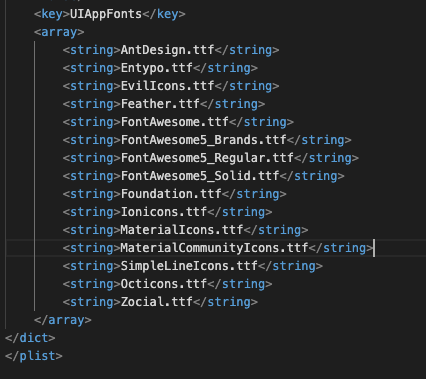 <key>UIAppFonts</key>
<array>
<string>AntDesign.ttf</string>
<string>Entypo.ttf</string>
<string>EvilIcons.ttf</string>
<string>Feather.ttf</string>
<string>FontAwesome.ttf</string>
<string>FontAwesome5_Brands.ttf</string>
<string>FontAwesome5_Regular.ttf</string>
<string>FontAwesome5_Solid.ttf</string>
<string>Foundation.ttf</string>
<string>Ionicons.ttf</string>
<string>MaterialIcons.ttf</string>
<string>MaterialCommunityIcons.ttf</string>
<string>SimpleLineIcons.ttf</string>
<string>Octicons.ttf</string>
<string>Zocial.ttf</string>
</array>
</dict>
</plist>